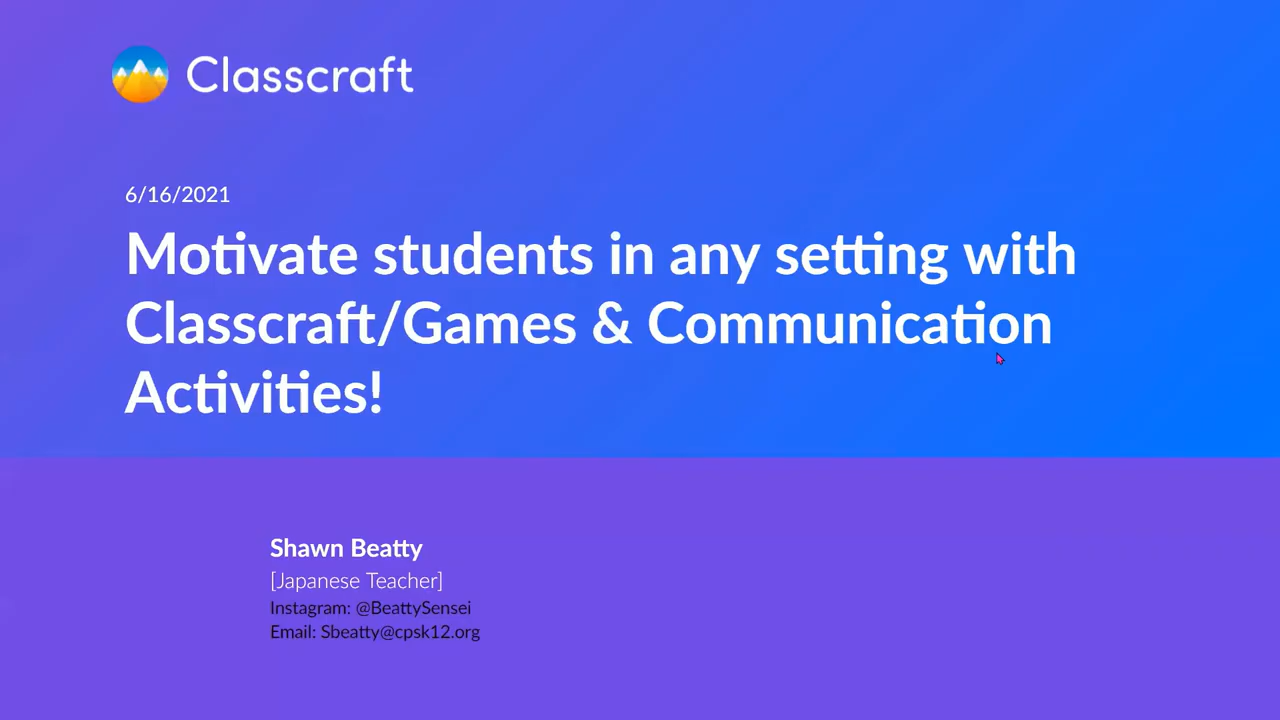 Classcraft
6/16/2021
Motivate students in any setting with
Classcraft/Games & Communication
Activities!
Shawn Beatty
[Japanese Teacher]
Instagram: @BeattySensei
Email: Sbeatty@cpsk12.org